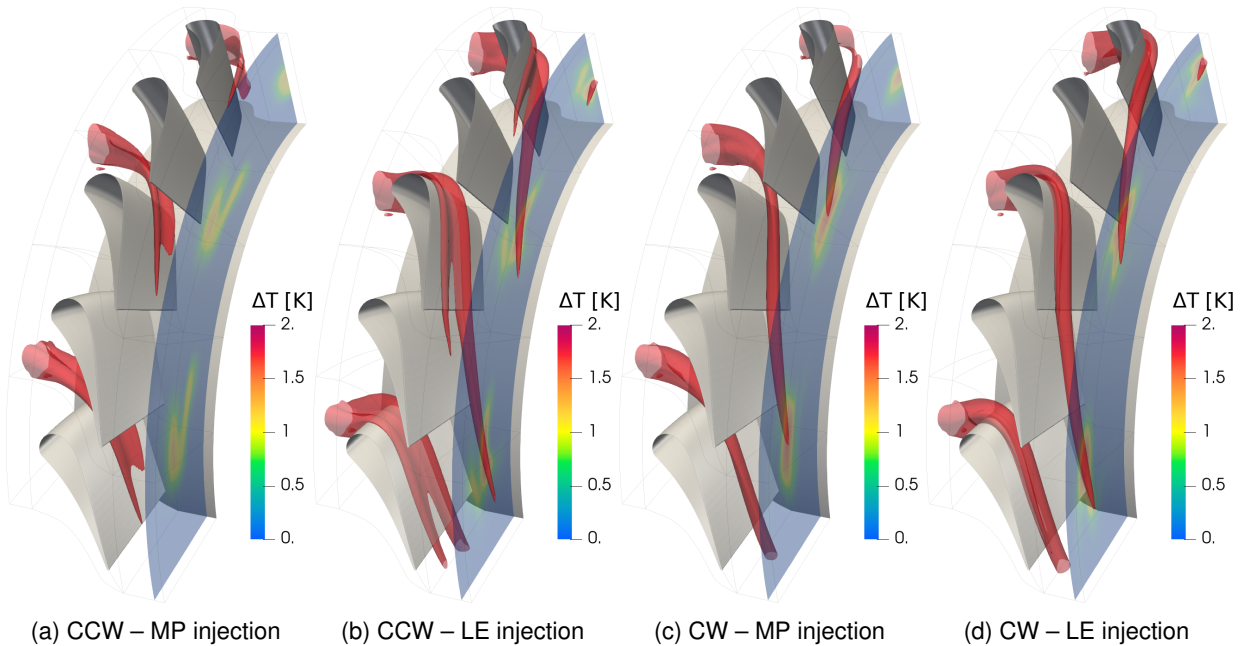 ΔT [K] ΔT [K] ΔT [K] ΔT [K]
2. 2. 2. 2.
1.5 1.5 1.5 1.5
1 1 1 1
0.5 0.5 0.5 0.5
0. 0. 0. 0.
(a) CCW – MP injection (b) CCW – LE injection (c) CW – MP injection (d) CW – LE injection